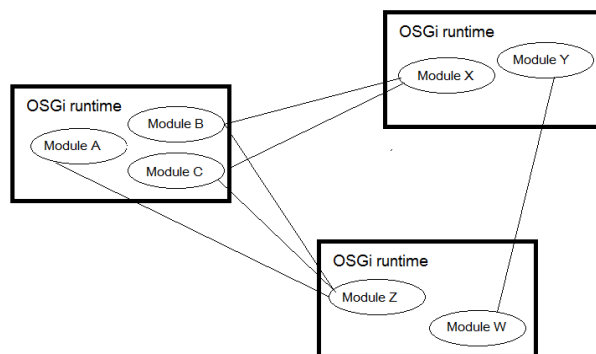 OSGi runtime
Module Y
Module X
OSGi runtime
Module B
Module A
Module C
OSGi runtime
Module Z
Module W